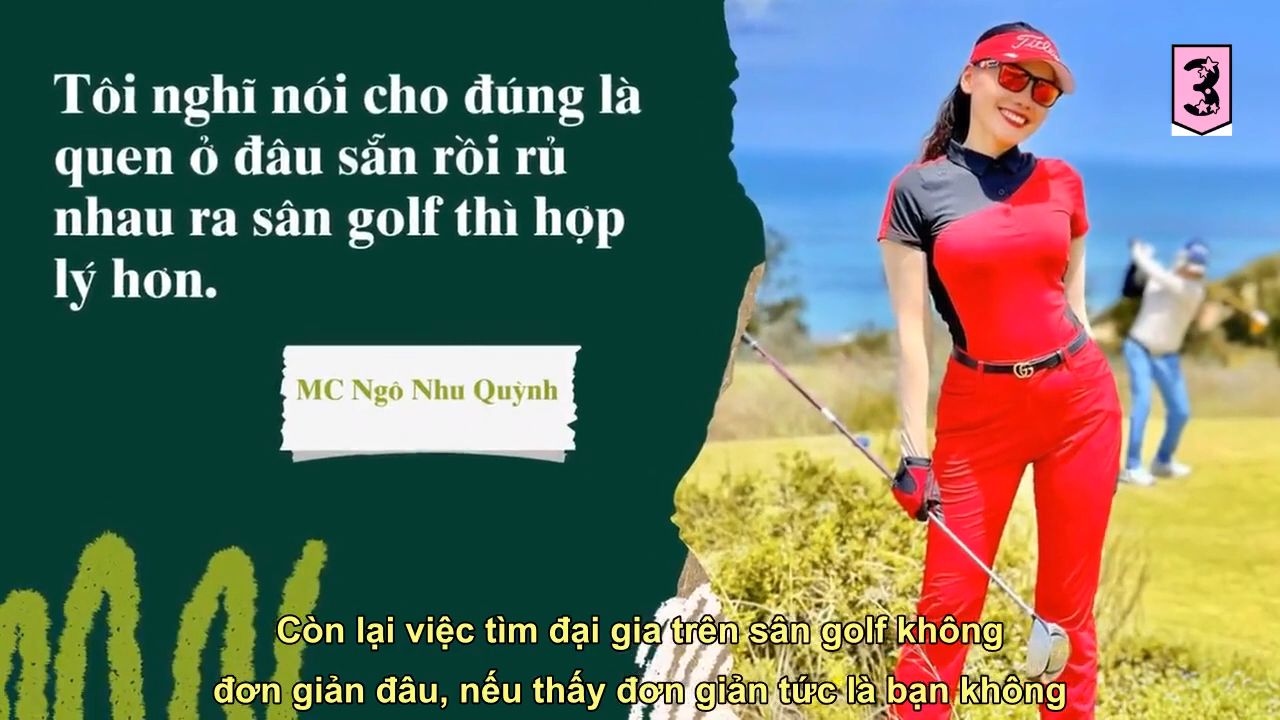 Tôi nghĩ nói cho đúng là
quen ở đâu sẵn rồi rủ
nhau ra sân golf thì hợp
lý hơn.
MC Ngô Nhu Quỳnh
3
Còn lại việc tìm đại gia trên sân golf không
đơn giản đâu, nếu thấy đơn giản tức là bạn không